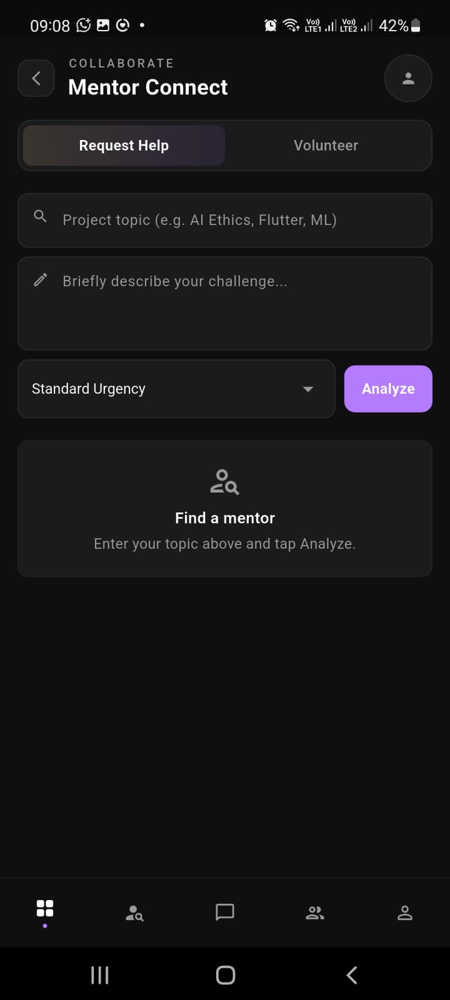 09:08
Vo)) LTE1 Vo)) LTE2 42%
COLLABORATE
Mentor Connect
Request Help
Volunteer
Project topic (e.g. AI Ethics, Flutter, ML)
Briefly describe your challenge...
Standard Urgency
Analyze
Find a mentor
Enter your topic above and tap Analyze.